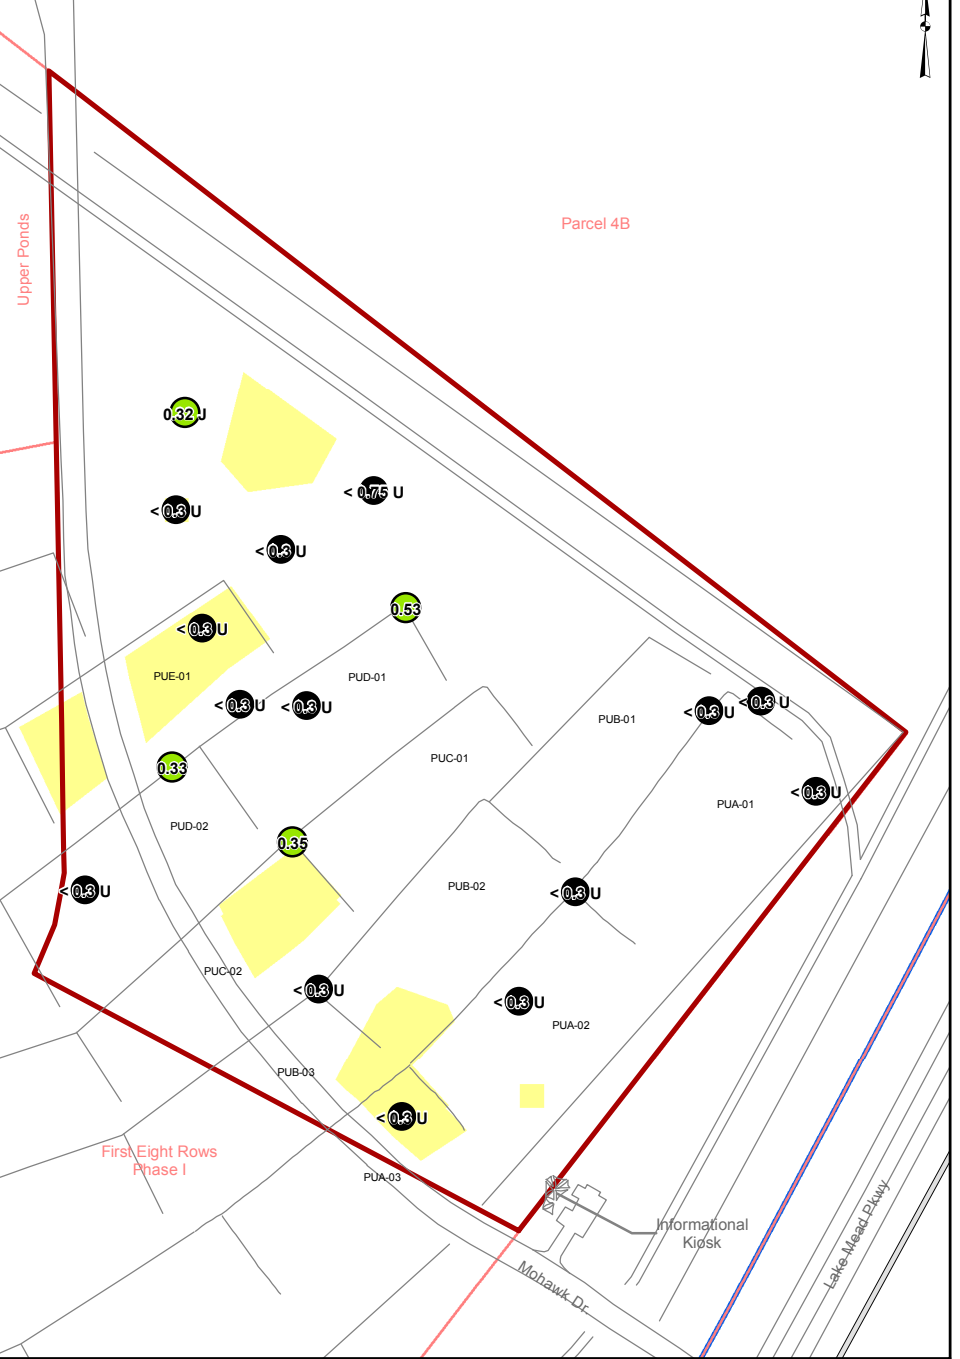 Parcel 4B
Upper Ponds
0.32 J
< 0.75 U
< 0.3 U
< 0.3 U
0.53
< 0.3 U
PUE-01
PUD-01
< 0.3 U
< 0.3 U
PUB-01
< 0.3 U
< 0.3 U
PUC-01
0.33
< 0.3 U
PUA-01
PUD-02
0.35
PUB-02
< 0.3 U
< 0.3 U
PUC-02
< 0.3 U
< 0.3 U
PUA-02
PUB-03
< 0.3 U
First Eight Rows
Phase I
PUA-03
Informational
Kiosk
Lake Mead Pkwy
Mohawk Dr